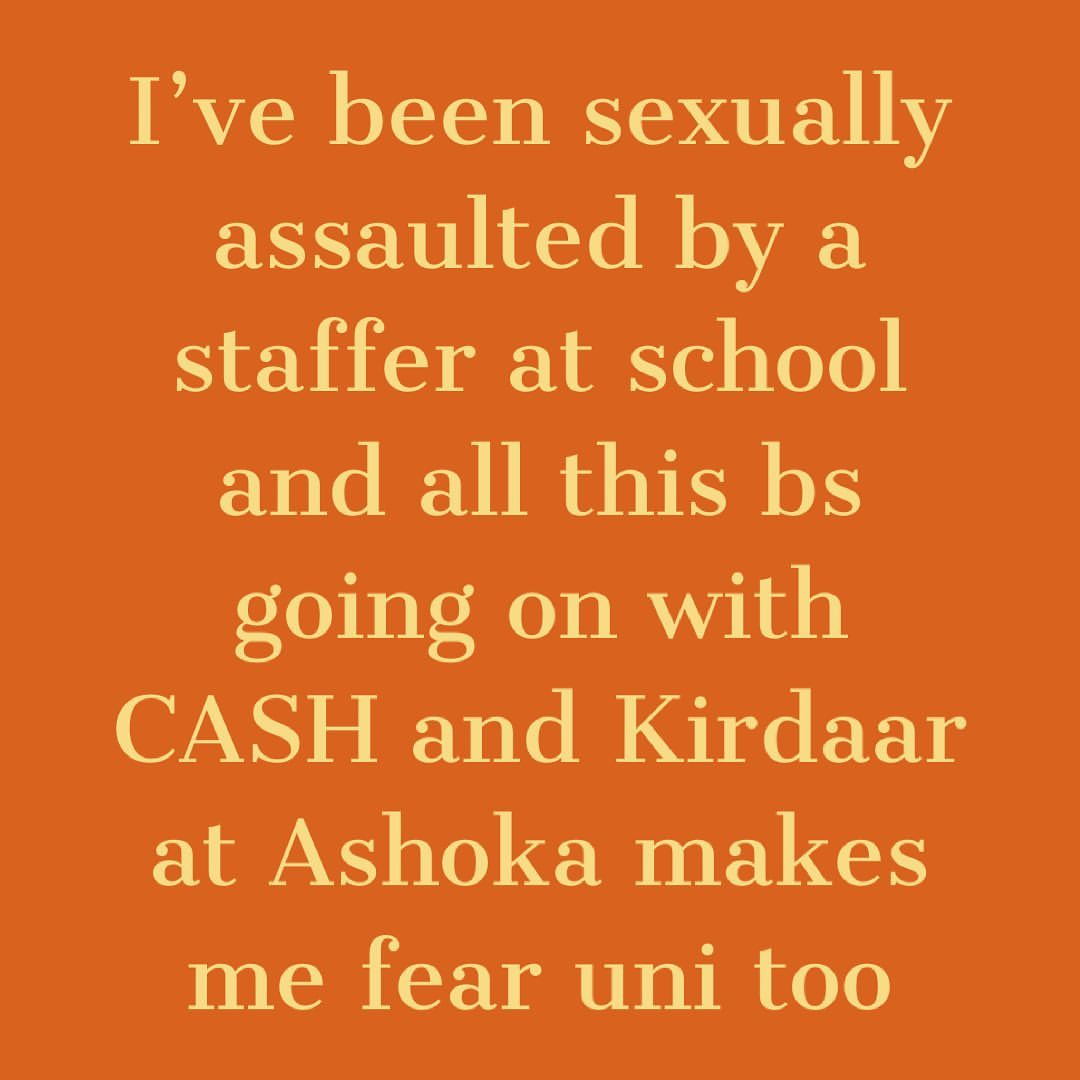 I’ve been sexually
assaulted by a
staffer at school
and all this bs
going on with
CASH and Kirdaar
at Ashoka makes
me fear uni too